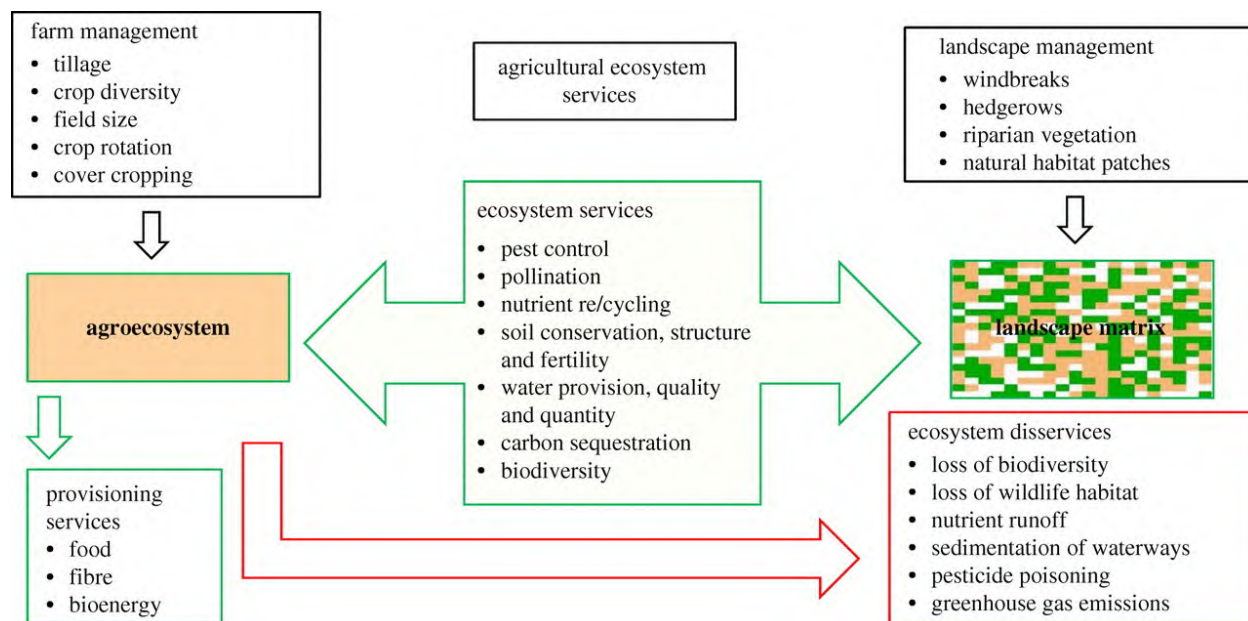 farm management
• tillage
• crop diversity
• field size
• crop rotation
• cover cropping
agricultural ecosystem
services
landscape management
• windbreaks
• hedgerows
• riparian vegetation
• natural habitat patches
agroecosystem
ecosystem services
• pest control
• pollination
• nutrient re/cycling
• soil conservation, structure
and fertility
• water provision, quality
and quantity
• carbon sequestration
• biodiversity
landscape matrix
provisioning
services
• food
• fibre
• bioenergy
ecosystem disservices
• loss of biodiversity
• loss of wildlife habitat
• nutrient runoff
• sedimentation of waterways
• pesticide poisoning
• greenhouse gas emissions